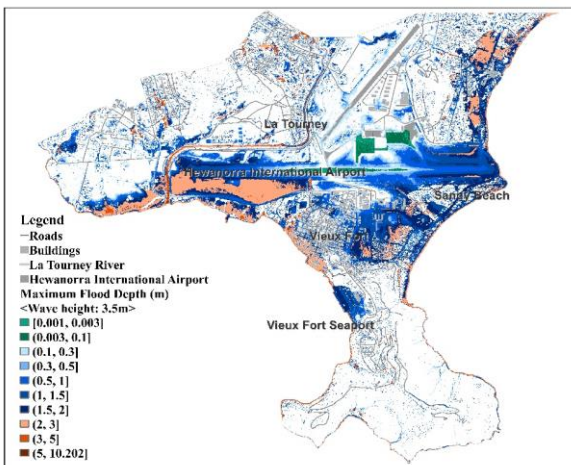 La Tourney
Hewanorra International Airport
Sandy Beach
Vieux Fort
Vieux Fort Seaport
Legend
Roads
Buildings
La Tourney River
Hewanorra International Airport
Maximum Flood Depth (m)
<Wave height: 3.5m>
[0.001, 0.003]
(0.003, 0.1]
(0.1, 0.3]
(0.3, 0.5]
(0.5, 1]
(1, 1.5]
(1.5, 2]
(2, 3]
(3, 5]
(5, 10.202]